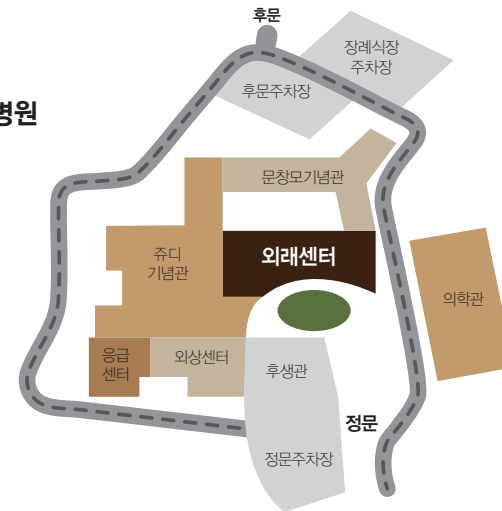 후문
장례식장
주차장
후문주차장
병원
문창모기념관
쥬디
기념관
외래센터
의학관
응급
센터
외상센터
후생관
정문
정문주차장